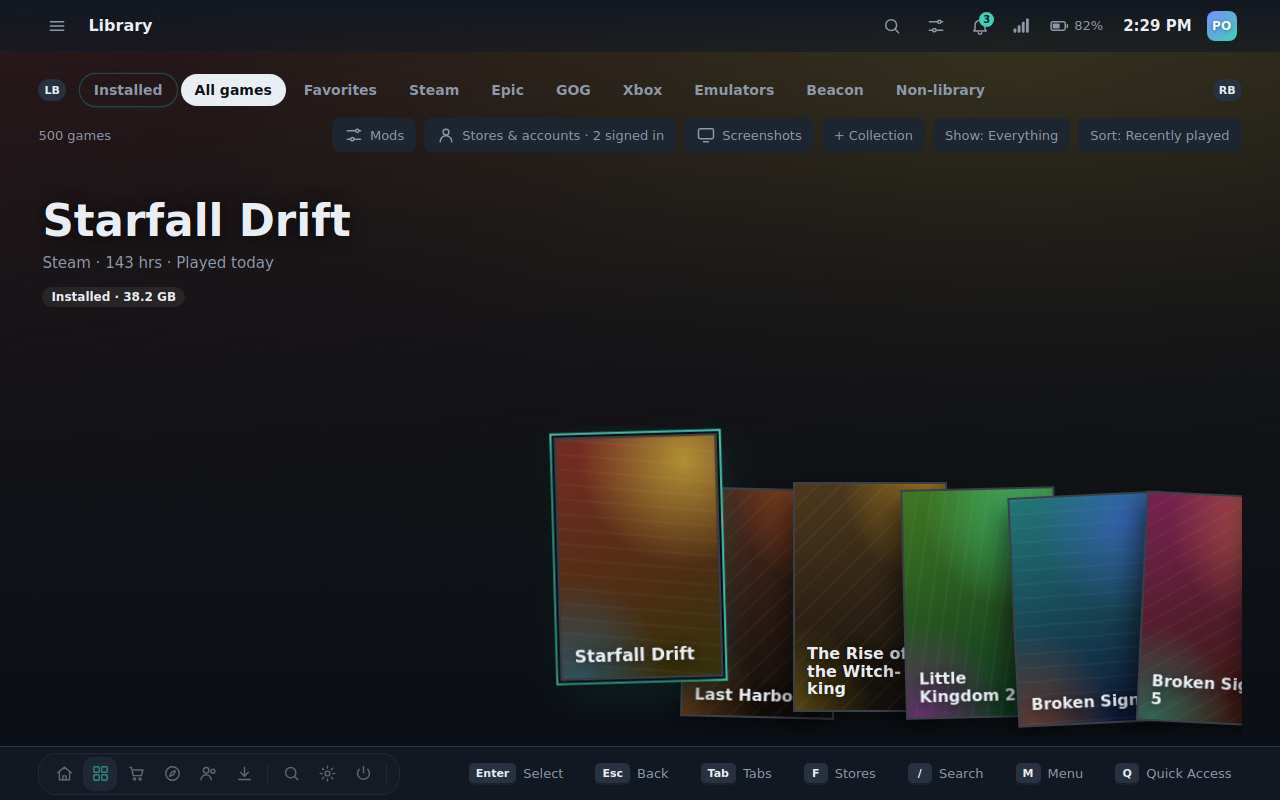 Library
3
82%
2:29 PM
PO
LB
Installed
All games
Favorites
Steam
Epic
GOG
Xbox
Emulators
Beacon
Non-library
RB
500 games
Mods
Stores & accounts · 2 signed in
Screenshots
+ Collection
Show: Everything
Sort: Recently played
Starfall Drift
Steam · 143 hrs · Played today
Installed · 38.2 GB
Starfall Drift
Last Harbo
The Rise of
the Witch-
king
Little
Kingdom 2
Broken Sign
Broken Sig
5
Enter Select
Esc Back
Tab Tabs
F Stores
/ Search
M Menu
Q Quick Access